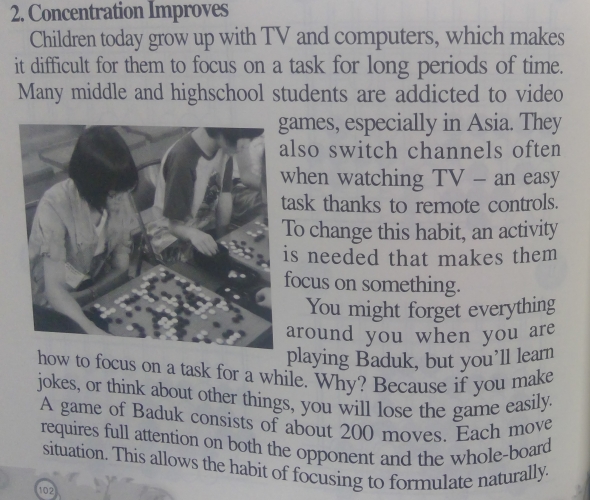 2. Concentration Improves
Children today grow up with TV and computers, which makes
it difficult for them to focus on a task for long periods of time.
Many middle and highschool students are addicted to video
games, especially in Asia. They
also switch channels often
when watching TV – an easy
task thanks to remote controls.
To change this habit, an activity
is needed that makes them
focus on something.
You might forget everything
around you when you are
playing Baduk, but you'll learn
how to focus on a task for a while. Why? Because if you make
jokes, or think about other things, you will lose the game easily.
A game of Baduk consists of about 200 moves. Each move
requires full attention on both the opponent and the whole-board
situation. This allows the habit of focusing to formulate naturally.
102